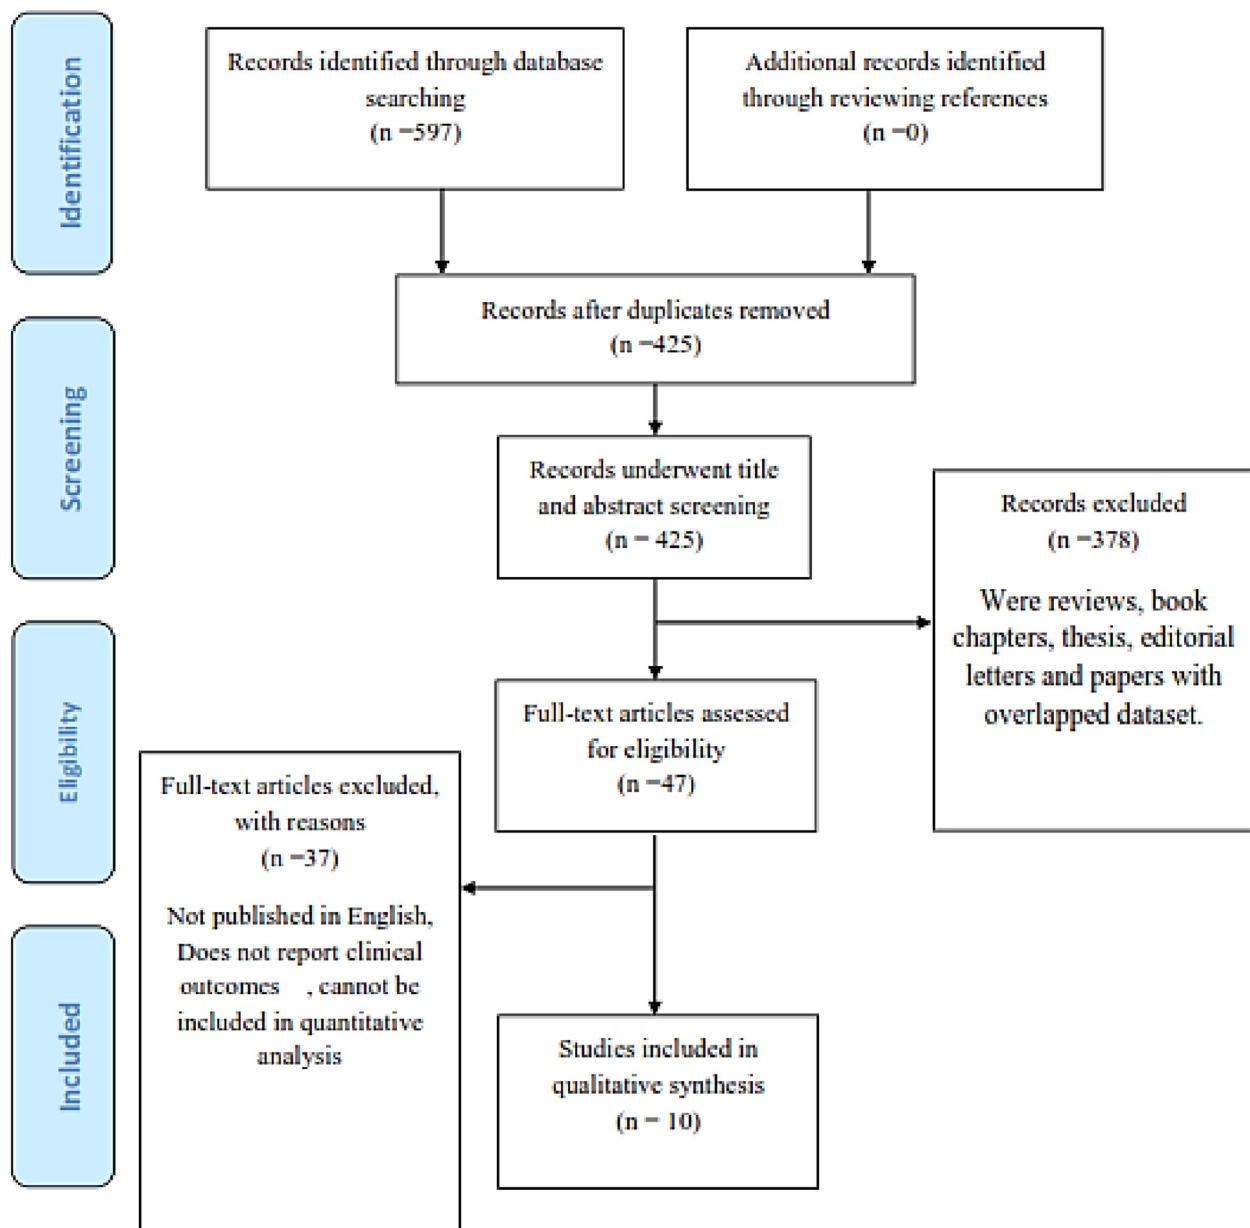 Identification
Records identified through database
searching
(n =597)
Additional records identified
through reviewing references
(n =0)
Records after duplicates removed
(n =425)
Screening
Records underwent title
and abstract screening
(n = 425)
Records excluded
(n =378)
Were reviews, book
chapters, thesis, editorial
letters and papers with
overlapped dataset.
Eligibility
Full-text articles assessed
for eligibility
(n =47)
Full-text articles excluded,
with reasons
(n =37)
Not published in English,
Does not report clinical
outcomes , cannot be
included in quantitative
analysis
Included
Studies included in
qualitative synthesis
(n = 10)